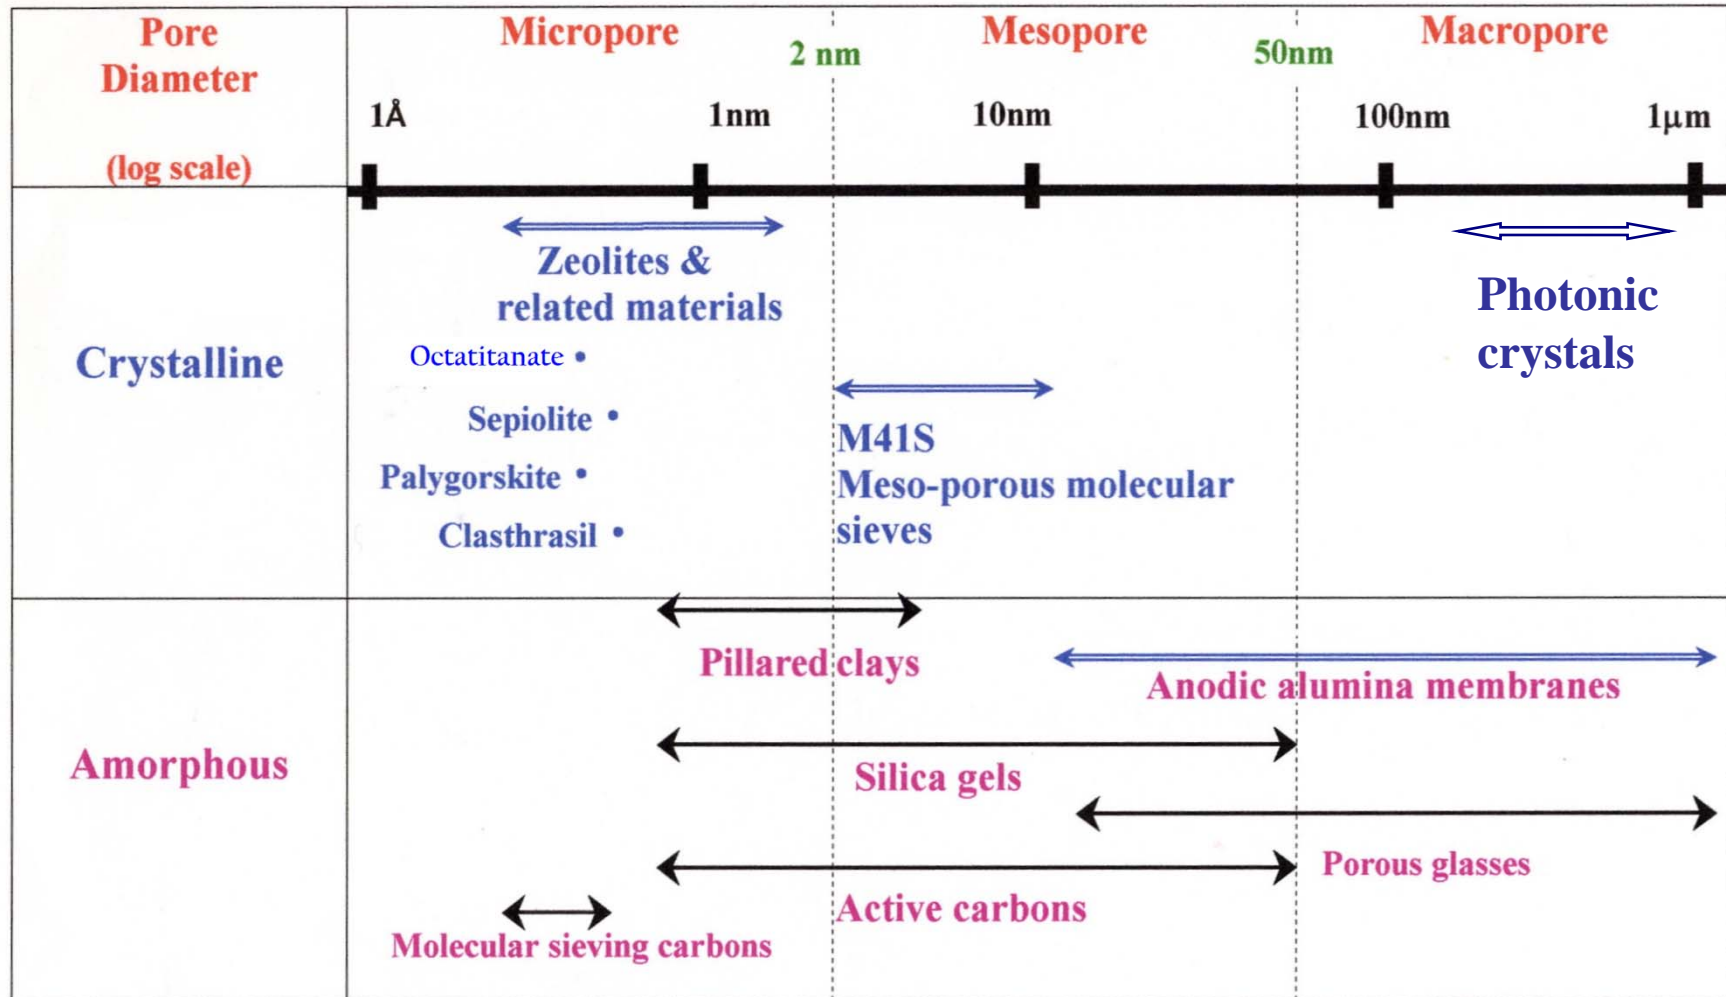 Pore
Diameter
(log scale)
Micropore
2 nm
Mesopore
50nm
Macropore
1Å
1nm
10nm
100nm
1μm
Crystalline
Zeolites &
related materials
Octatitanate •
Sepiolite •
Palygorskite •
Clasthrasil •
M41S
Meso-porous molecular
sieves
Photonic
crystals
Amorphous
Pillared clays
Anodic alumina membranes
Silica gels
Porous glasses
Active carbons
Molecular sieving carbons